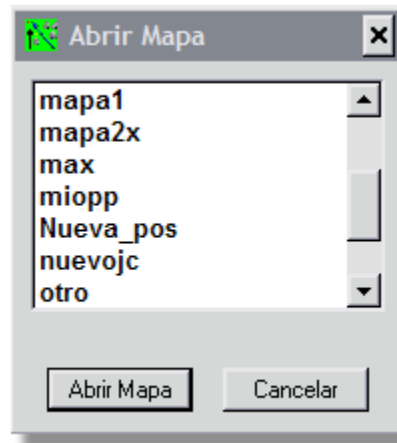 Abrir Mapa
mapa1
mapa2x
max
miopp
Nueva_pos
nuevojc
otro
Abrir Mapa
Cancelar